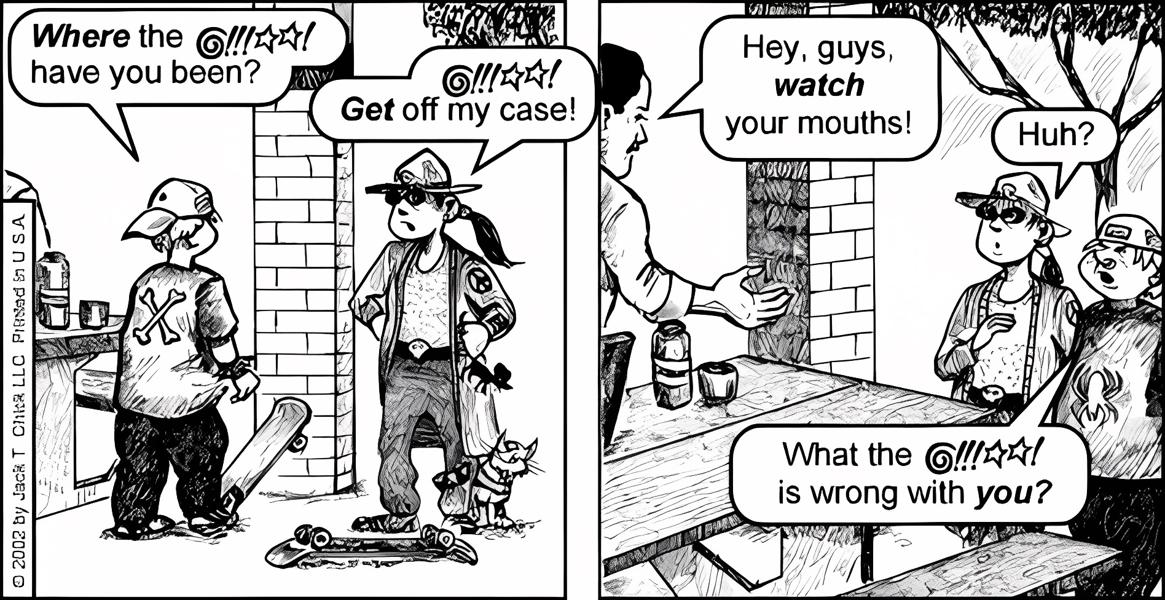 Where the @!!!☆☆!
have you been?
@!!!☆☆!
Get off my case!
© 2002 by Jack T. Chick LLC Printed in U.S.A.
Hey, guys,
watch
your mouths!
Huh?
What the @!!!☆☆!
is wrong with you?